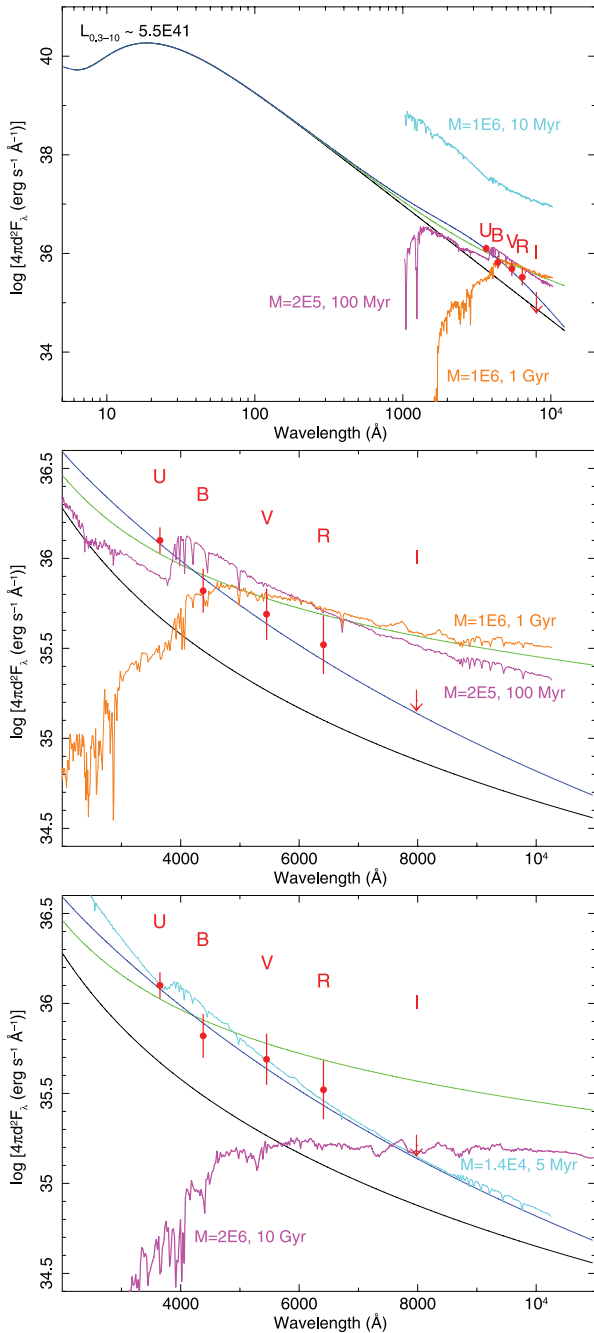 L₀.₃₋₁₀ ~ 5.5E41
M=1E6, 10 Myr
U B V R I
M=2E5, 100 Myr
M=1E6, 1 Gyr
log [4πd²F_λ (erg s⁻¹ Å⁻¹)]
40
38
36
34
10 100 1000 10⁴
Wavelength (Å)
U
B
V
R
I
M=1E6, 1 Gyr
M=2E5, 100 Myr
log [4πd²F_λ (erg s⁻¹ Å⁻¹)]
36.5
36
35.5
35
34.5
4000 6000 8000 10⁴
Wavelength (Å)
U
B
V
R
I
M=1.4E4, 5 Myr
M=2E6, 10 Gyr
log [4πd²F_λ (erg s⁻¹ Å⁻¹)]
36.5
36
35.5
35
34.5
4000 6000 8000 10⁴
Wavelength (Å)